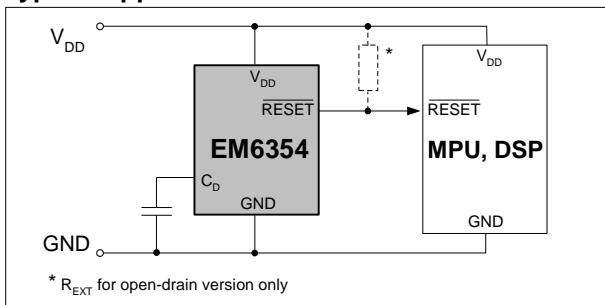 V_DD
*
V_DD
V_DD
RESET
RESET
EM6354
MPU, DSP
C_D
GND
GND
GND
* R_EXT for open-drain version only